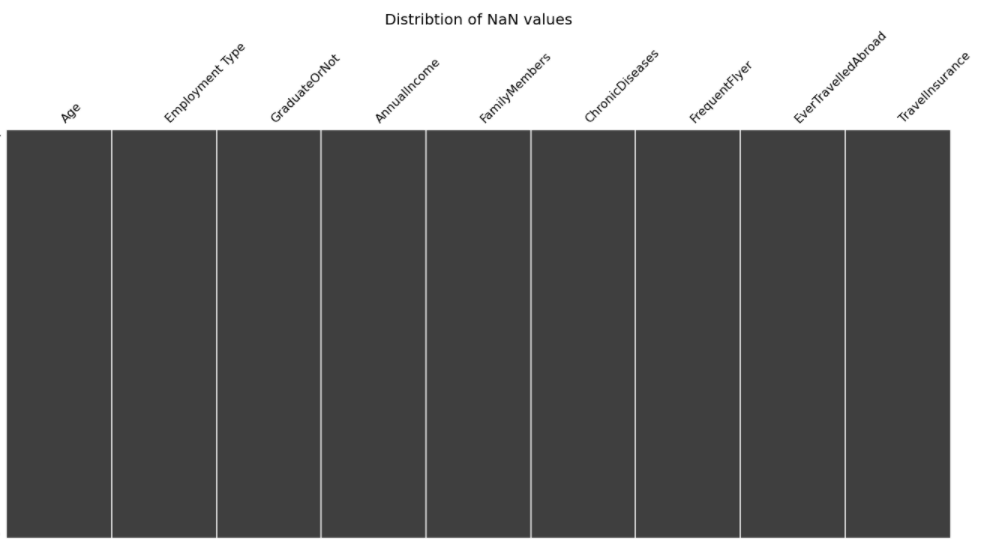 Distribtion of NaN values
Age
Employment Type
GraduateOrNot
AnnualIncome
FamilyMembers
ChronicDiseases
FrequentFlyer
EverTravelledAbroad
TravelInsurance